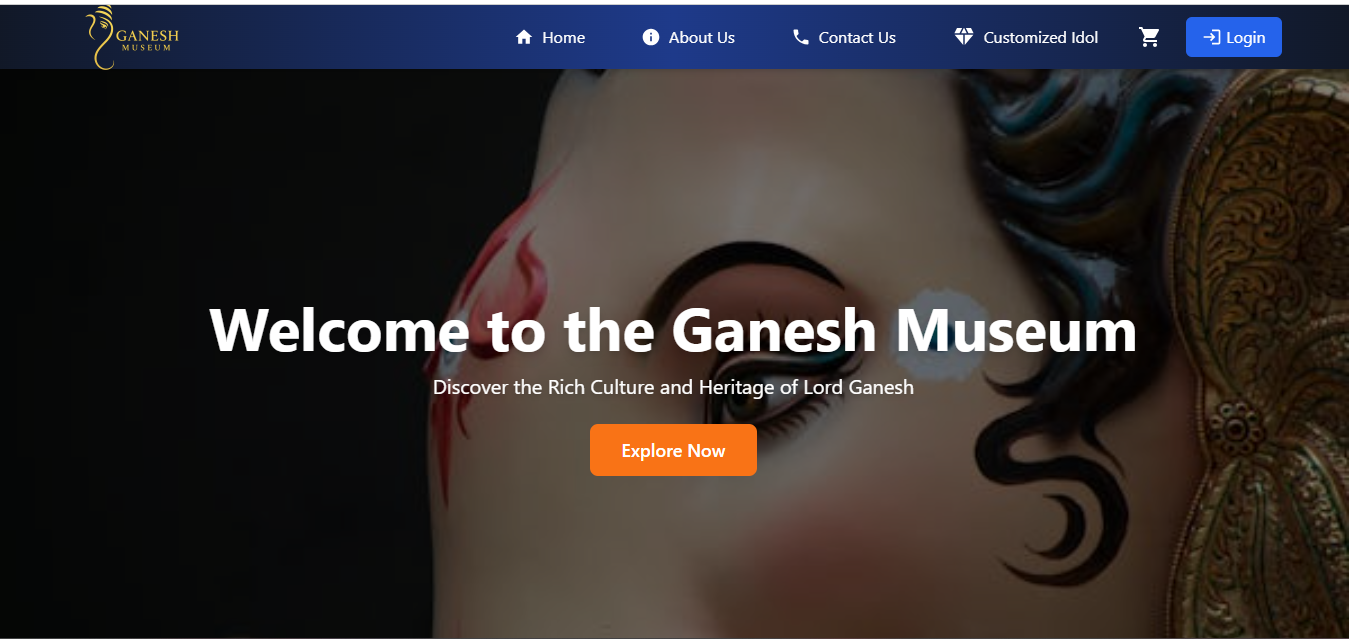 GANESH
MUSEUM
Home
About Us
Contact Us
Customized Idol
Login
Welcome to the Ganesh Museum
Discover the Rich Culture and Heritage of Lord Ganesh
Explore Now